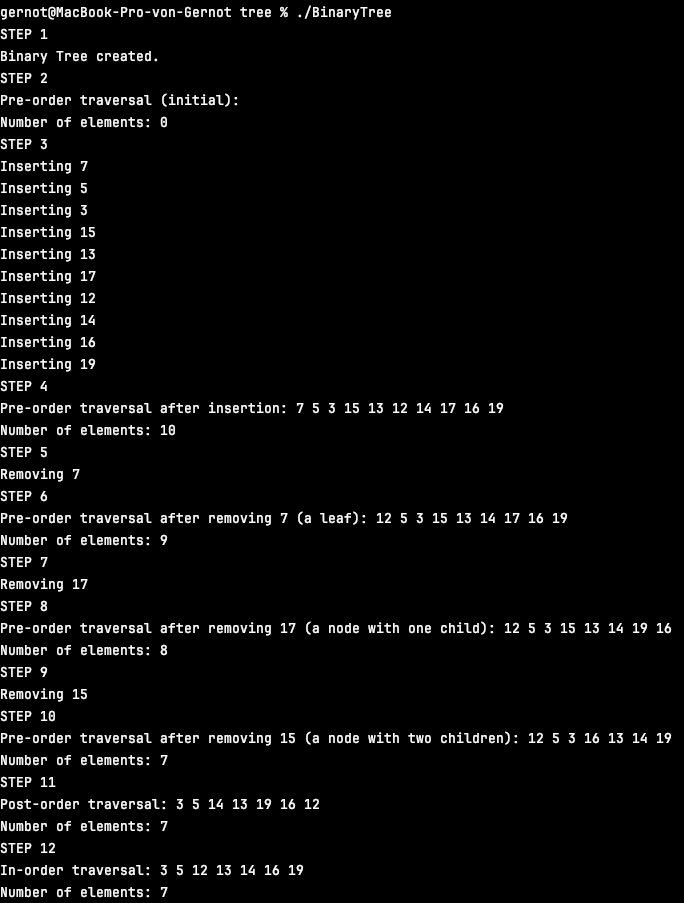 gernot@MacBook-Pro-von-Gernot tree % ./BinaryTree
STEP 1
Binary Tree created.
STEP 2
Pre-order traversal (initial):
Number of elements: 0
STEP 3
Inserting 7
Inserting 5
Inserting 3
Inserting 15
Inserting 13
Inserting 17
Inserting 12
Inserting 14
Inserting 16
Inserting 19
STEP 4
Pre-order traversal after insertion: 7 5 3 15 13 12 14 17 16 19
Number of elements: 10
STEP 5
Removing 7
STEP 6
Pre-order traversal after removing 7 (a leaf): 12 5 3 15 13 14 17 16 19
Number of elements: 9
STEP 7
Removing 17
STEP 8
Pre-order traversal after removing 17 (a node with one child): 12 5 3 15 13 14 19 16
Number of elements: 8
STEP 9
Removing 15
STEP 10
Pre-order traversal after removing 15 (a node with two children): 12 5 3 16 13 14 19
Number of elements: 7
STEP 11
Post-order traversal: 3 5 14 13 19 16 12
Number of elements: 7
STEP 12
In-order traversal: 3 5 12 13 14 16 19
Number of elements: 7